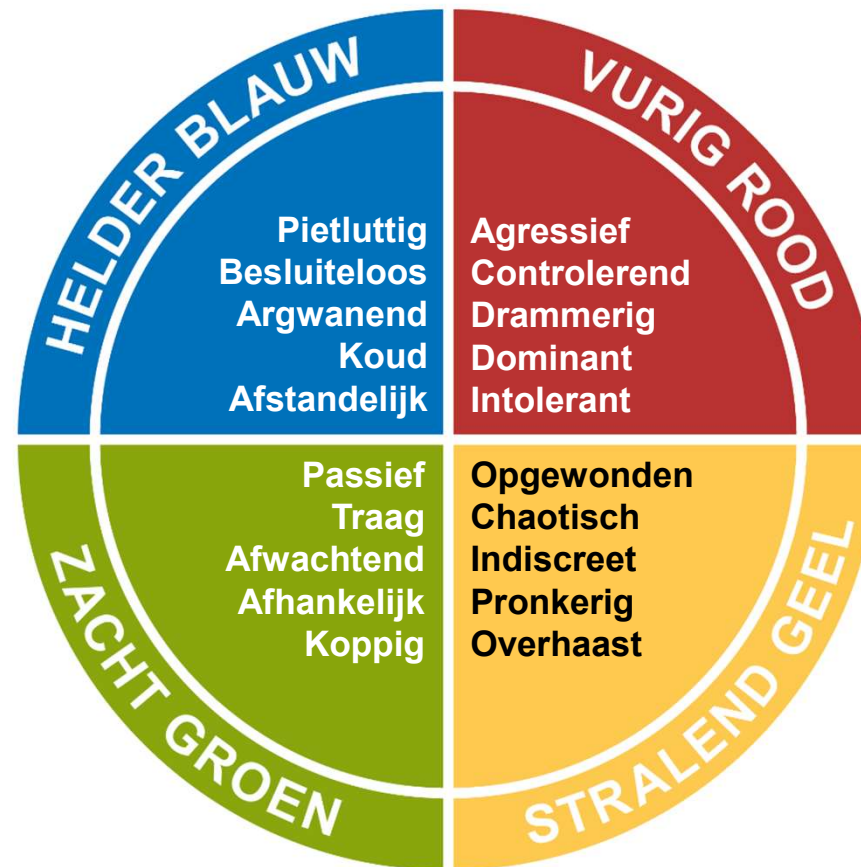 HELDER BLAUW
Pietluttig
Besluiteloos
Argwanend
Koud
Afstandelijk
VURIG ROOD
Agressief
Controlerend
Drammerig
Dominant
Intolerant
ZACHT GROEN
Passief
Traag
Afwachtend
Afhankelijk
Koppig
STRALEND GEEL
Opgewonden
Chaotisch
Indiscreet
Pronkerig
Overhaast